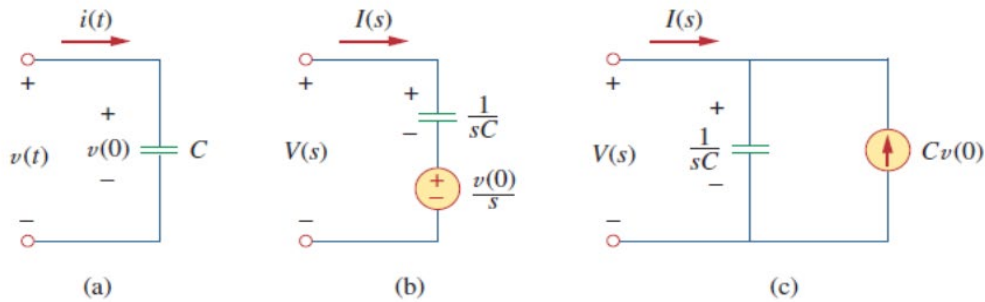 i(t)
+
v(t)
+
v(0)
−
C
−
(a)
I(s)
+
V(s)
+
−
1/sC
+
−
v(0)/s
−
(b)
I(s)
+
V(s)
+
1/sC
−
Cv(0)
−
(c)